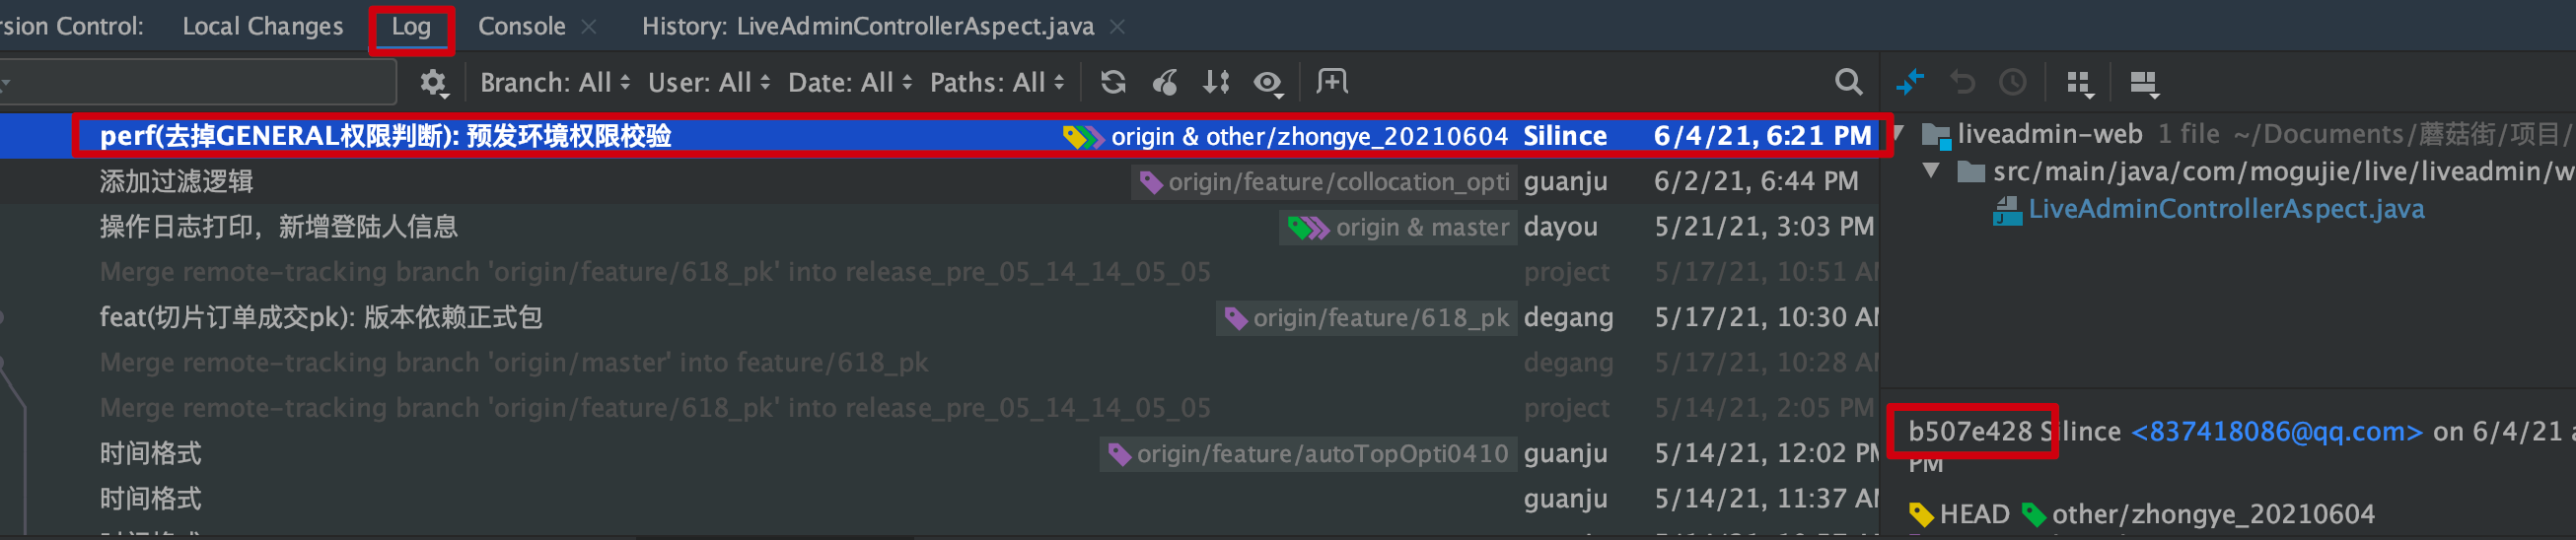 rsion Control: Local Changes Log Console History: LiveAdminControllerAspect.java
Branch: All User: All Date: All Paths: All
perf(去掉GENERAL权限判断): 预发环境权限校验 origin & other/zhongye_20210604 Silince 6/4/21, 6:21 PM
添加过滤逻辑 origin/feature/collocation_opti guanju 6/2/21, 6:44 PM
操作日志打印，新增登陆人信息 origin & master dayou 5/21/21, 3:03 PM
Merge remote-tracking branch 'origin/feature/618_pk' into release_pre_05_14_14_05_05 project 5/17/21, 10:51 AM
feat(切片订单成交pk): 版本依赖正式包 origin/feature/618_pk degang 5/17/21, 10:30 AM
Merge remote-tracking branch 'origin/master' into feature/618_pk degang 5/17/21, 10:28 AM
Merge remote-tracking branch 'origin/feature/618_pk' into release_pre_05_14_14_05_05 project 5/14/21, 2:05 PM
时间格式 origin/feature/autoTopOpti0410 guanju 5/14/21, 12:02 PM
时间格式 guanju 5/14/21, 11:37 AM
liveadmin-web 1 file ~/Documents/蘑菇街/项目/
src/main/java/com/mogujie/live/liveadmin/w
LiveAdminControllerAspect.java
b507e428 Silince <837418086@qq.com> on 6/4/21 a
PM
HEAD other/zhongye_20210604